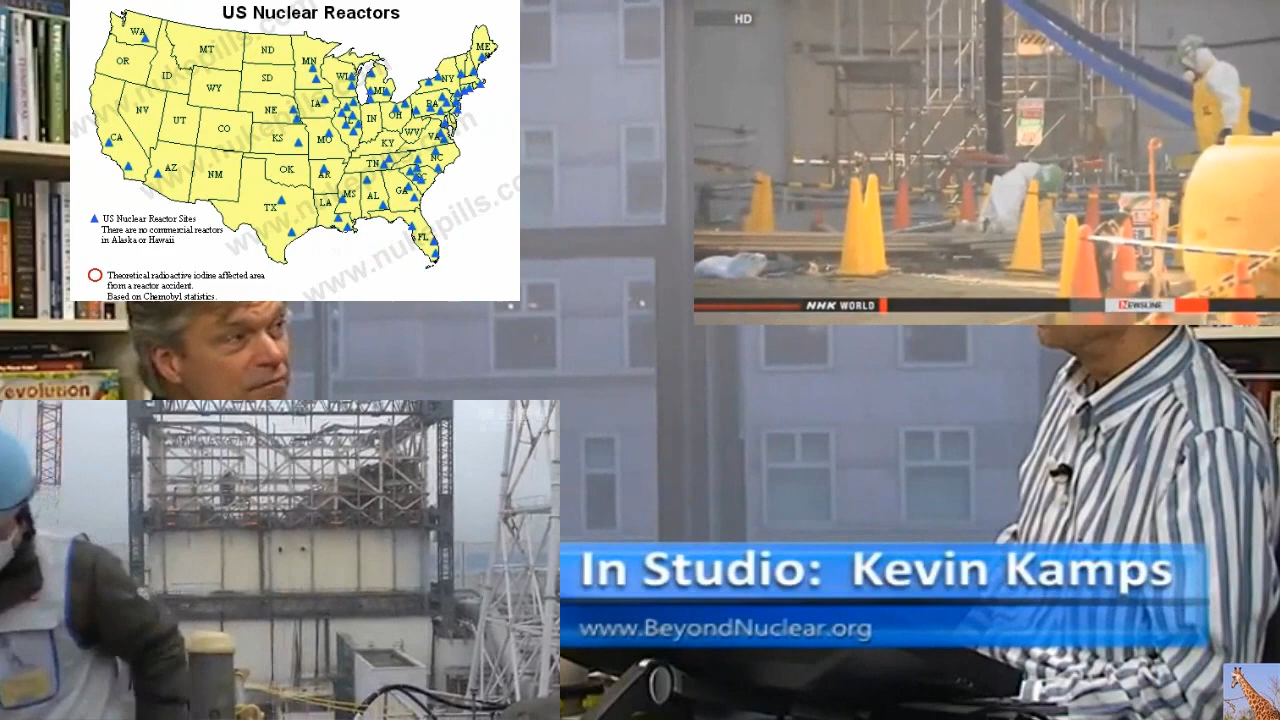 US Nuclear Reactors
WA
MT
ND
MN
ME
OR
ID
SD
WI
NY
WY
MI
NV
NE
IA
PA
UT
CO
IL
IN
OH
CA
KS
MO
WV
VA
KY
AZ
NM
OK
AR
TN
NC
SC
TX
LA
MS
AL
GA
FL
US Nuclear Reactor Sites
There are no commercial reactors
in Alaska or Hawaii
Theoretical radioactive iodine affected area
from a reactor accident.
Based on Chernobyl statistics.
www.nukepills.com
HD
NHK WORLD
NEWSLINE
evolution
In Studio: Kevin Kamps
www.BeyondNuclear.org